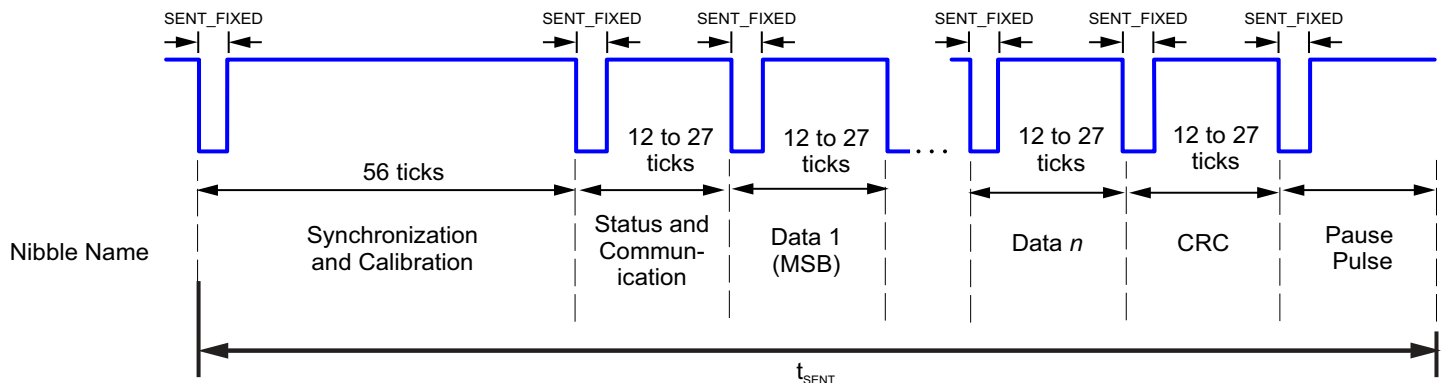 SENT_FIXED SENT_FIXED SENT_FIXED SENT_FIXED SENT_FIXED SENT_FIXED
12 to 27 ticks
12 to 27 ticks
12 to 27 ticks
12 to 27 ticks
56 ticks
Nibble Name
Synchronization
and Calibration
Status and
Commun-
ication
Data 1
(MSB)
. . .
Data n
CRC
Pause
Pulse
tSENT